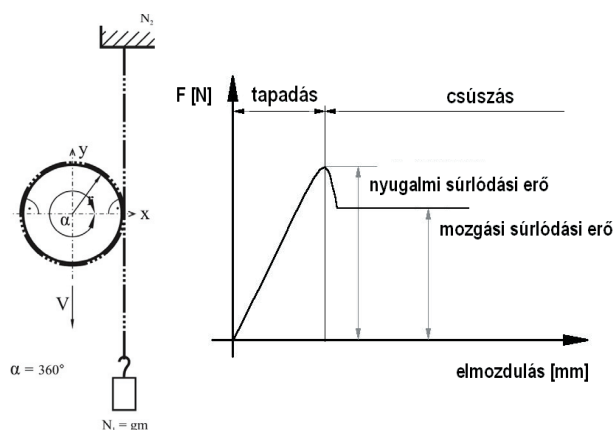 N₂
y
r
α
x
V
α = 360°
N₁ = gm
F [N]
tapadás
csúszás
nyugalmi súrlódási erő
mozgási súrlódási erő
elmozdulás [mm]